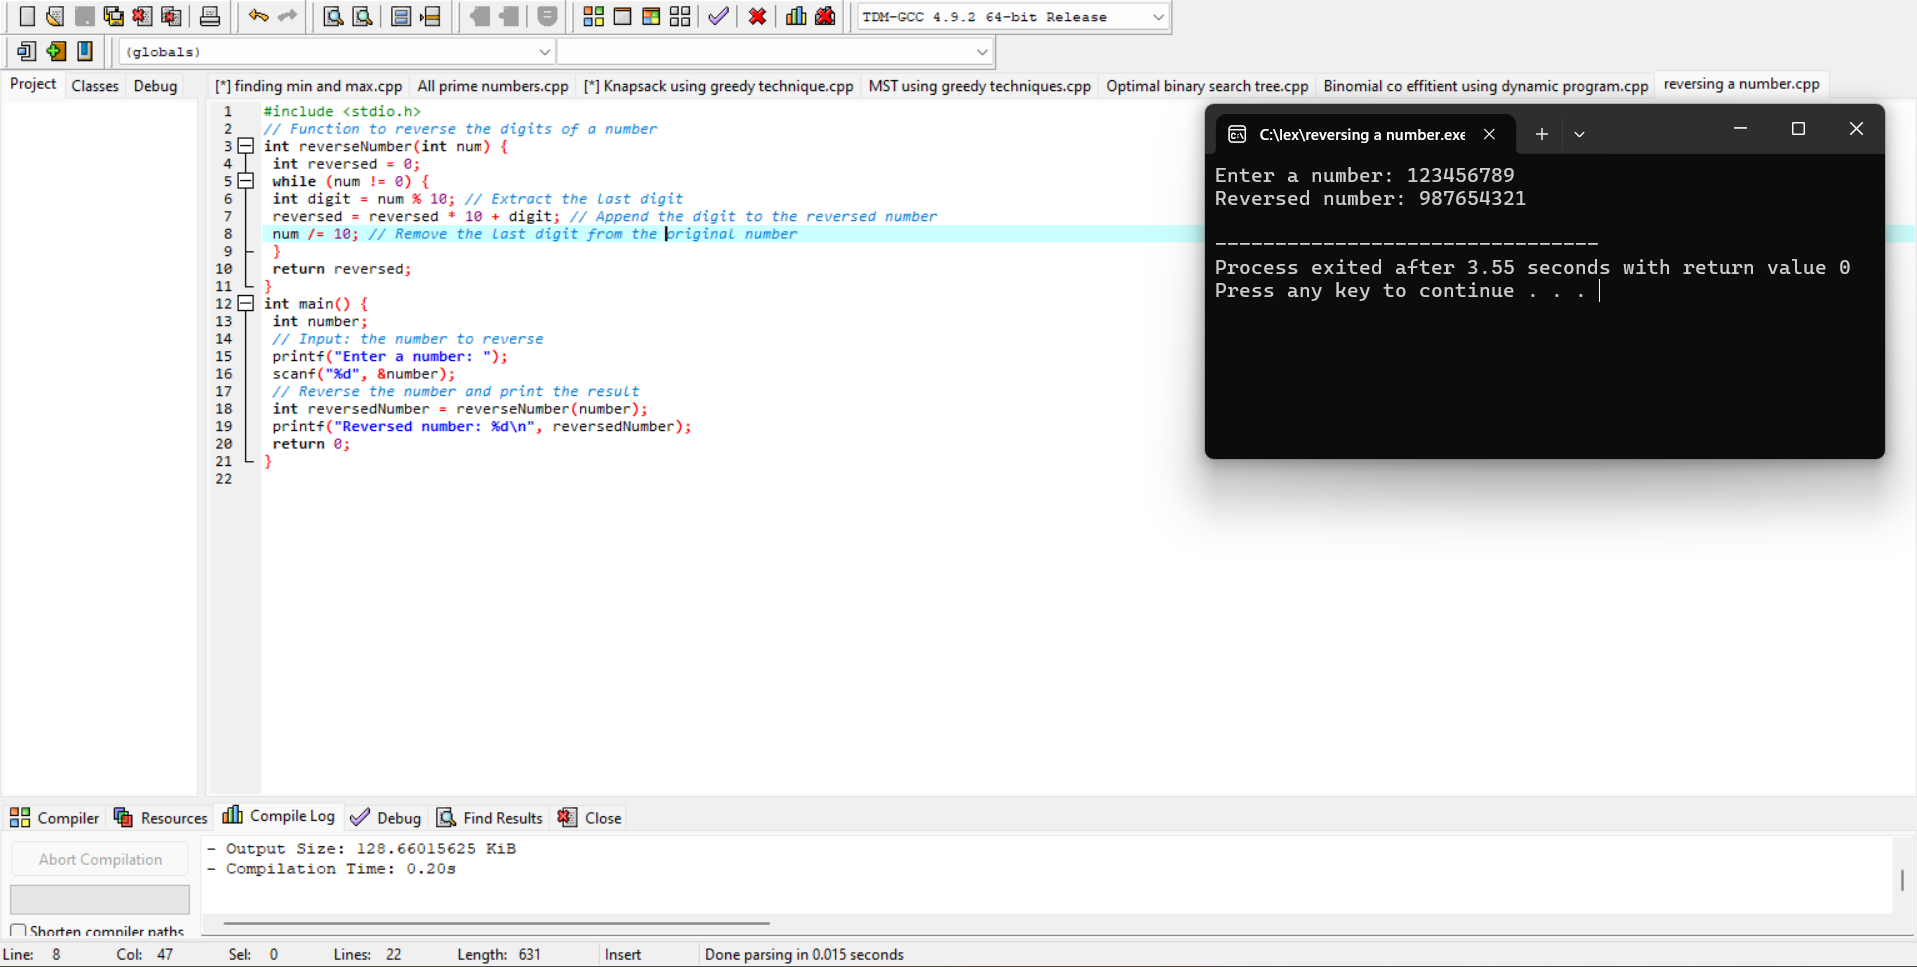 TDM-GCC 4.9.2 64-bit Release
(globals)
Project Classes Debug
[*] finding min and max.cpp All prime numbers.cpp [*] Knapsack using greedy technique.cpp MST using greedy techniques.cpp Optimal binary search tree.cpp Binomial co effitient using dynamic program.cpp reversing a number.cpp
1 #include <stdio.h>
2 // Function to reverse the digits of a number
3 int reverseNumber(int num) {
4 int reversed = 0;
5 while (num != 0) {
6 int digit = num % 10; // Extract the last digit
7 reversed = reversed * 10 + digit; // Append the digit to the reversed number
8 num /= 10; // Remove the last digit from the original number
9 }
10 return reversed;
11 }
12 int main() {
13 int number;
14 // Input: the number to reverse
15 printf("Enter a number: ");
16 scanf("%d", &number);
17 // Reverse the number and print the result
18 int reversedNumber = reverseNumber(number);
19 printf("Reversed number: %d\n", reversedNumber);
20 return 0;
21 }
22
C:\lex\reversing a number.exe
Enter a number: 123456789
Reversed number: 987654321
--------------------------------
Process exited after 3.55 seconds with return value 0
Press any key to continue . . .
Compiler Resources Compile Log Debug Find Results Close
Abort Compilation
Shorten compiler paths
- Output Size: 128.66015625 KiB
- Compilation Time: 0.20s
Line: 8 Col: 47 Sel: 0 Lines: 22 Length: 631 Insert Done parsing in 0.015 seconds